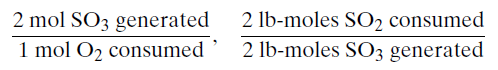 2 mol SO3 generated
1 mol O2 consumed ,
2 lb-moles SO2 consumed
2 lb-moles SO3 generated